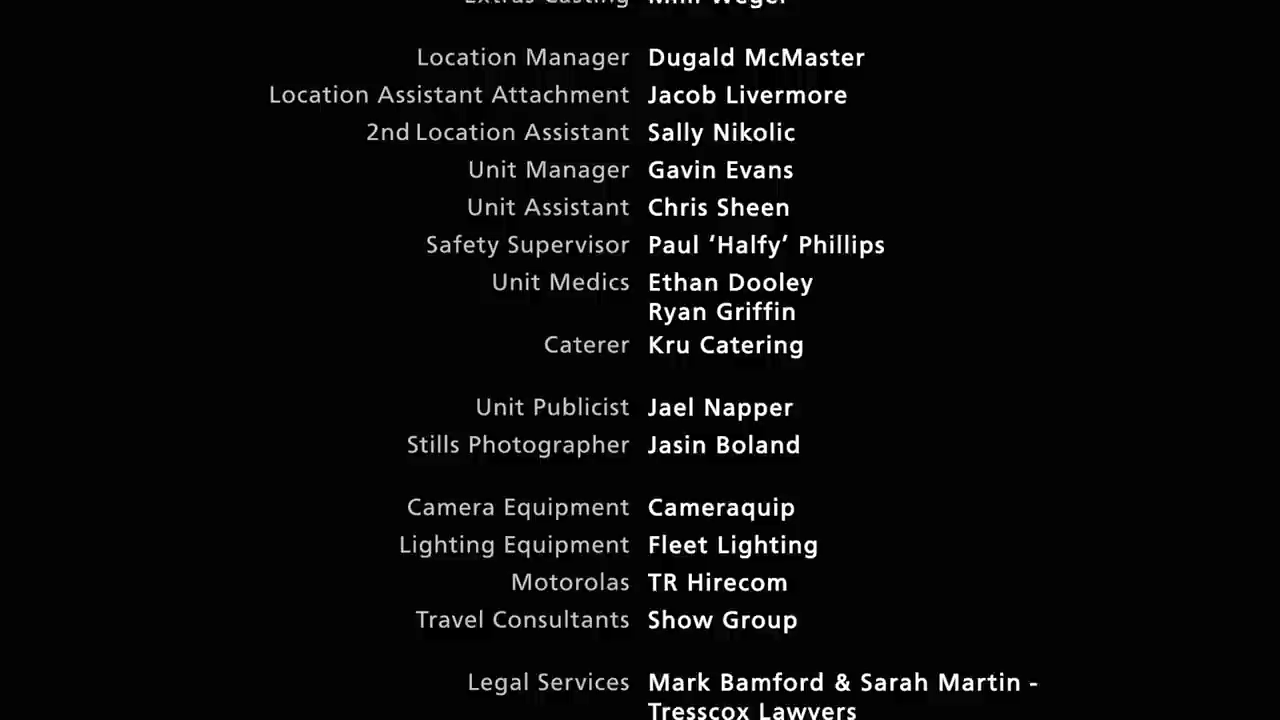 Extras Casting Mimi Weger
Location Manager Dugald McMaster
Location Assistant Attachment Jacob Livermore
2nd Location Assistant Sally Nikolic
Unit Manager Gavin Evans
Unit Assistant Chris Sheen
Safety Supervisor Paul ‘Halfy’ Phillips
Unit Medics Ethan Dooley
Ryan Griffin
Caterer Kru Catering
Unit Publicist Jael Napper
Stills Photographer Jasin Boland
Camera Equipment Cameraquip
Lighting Equipment Fleet Lighting
Motorolas TR Hirecom
Travel Consultants Show Group
Legal Services Mark Bamford & Sarah Martin -
Tresscox Lawyers